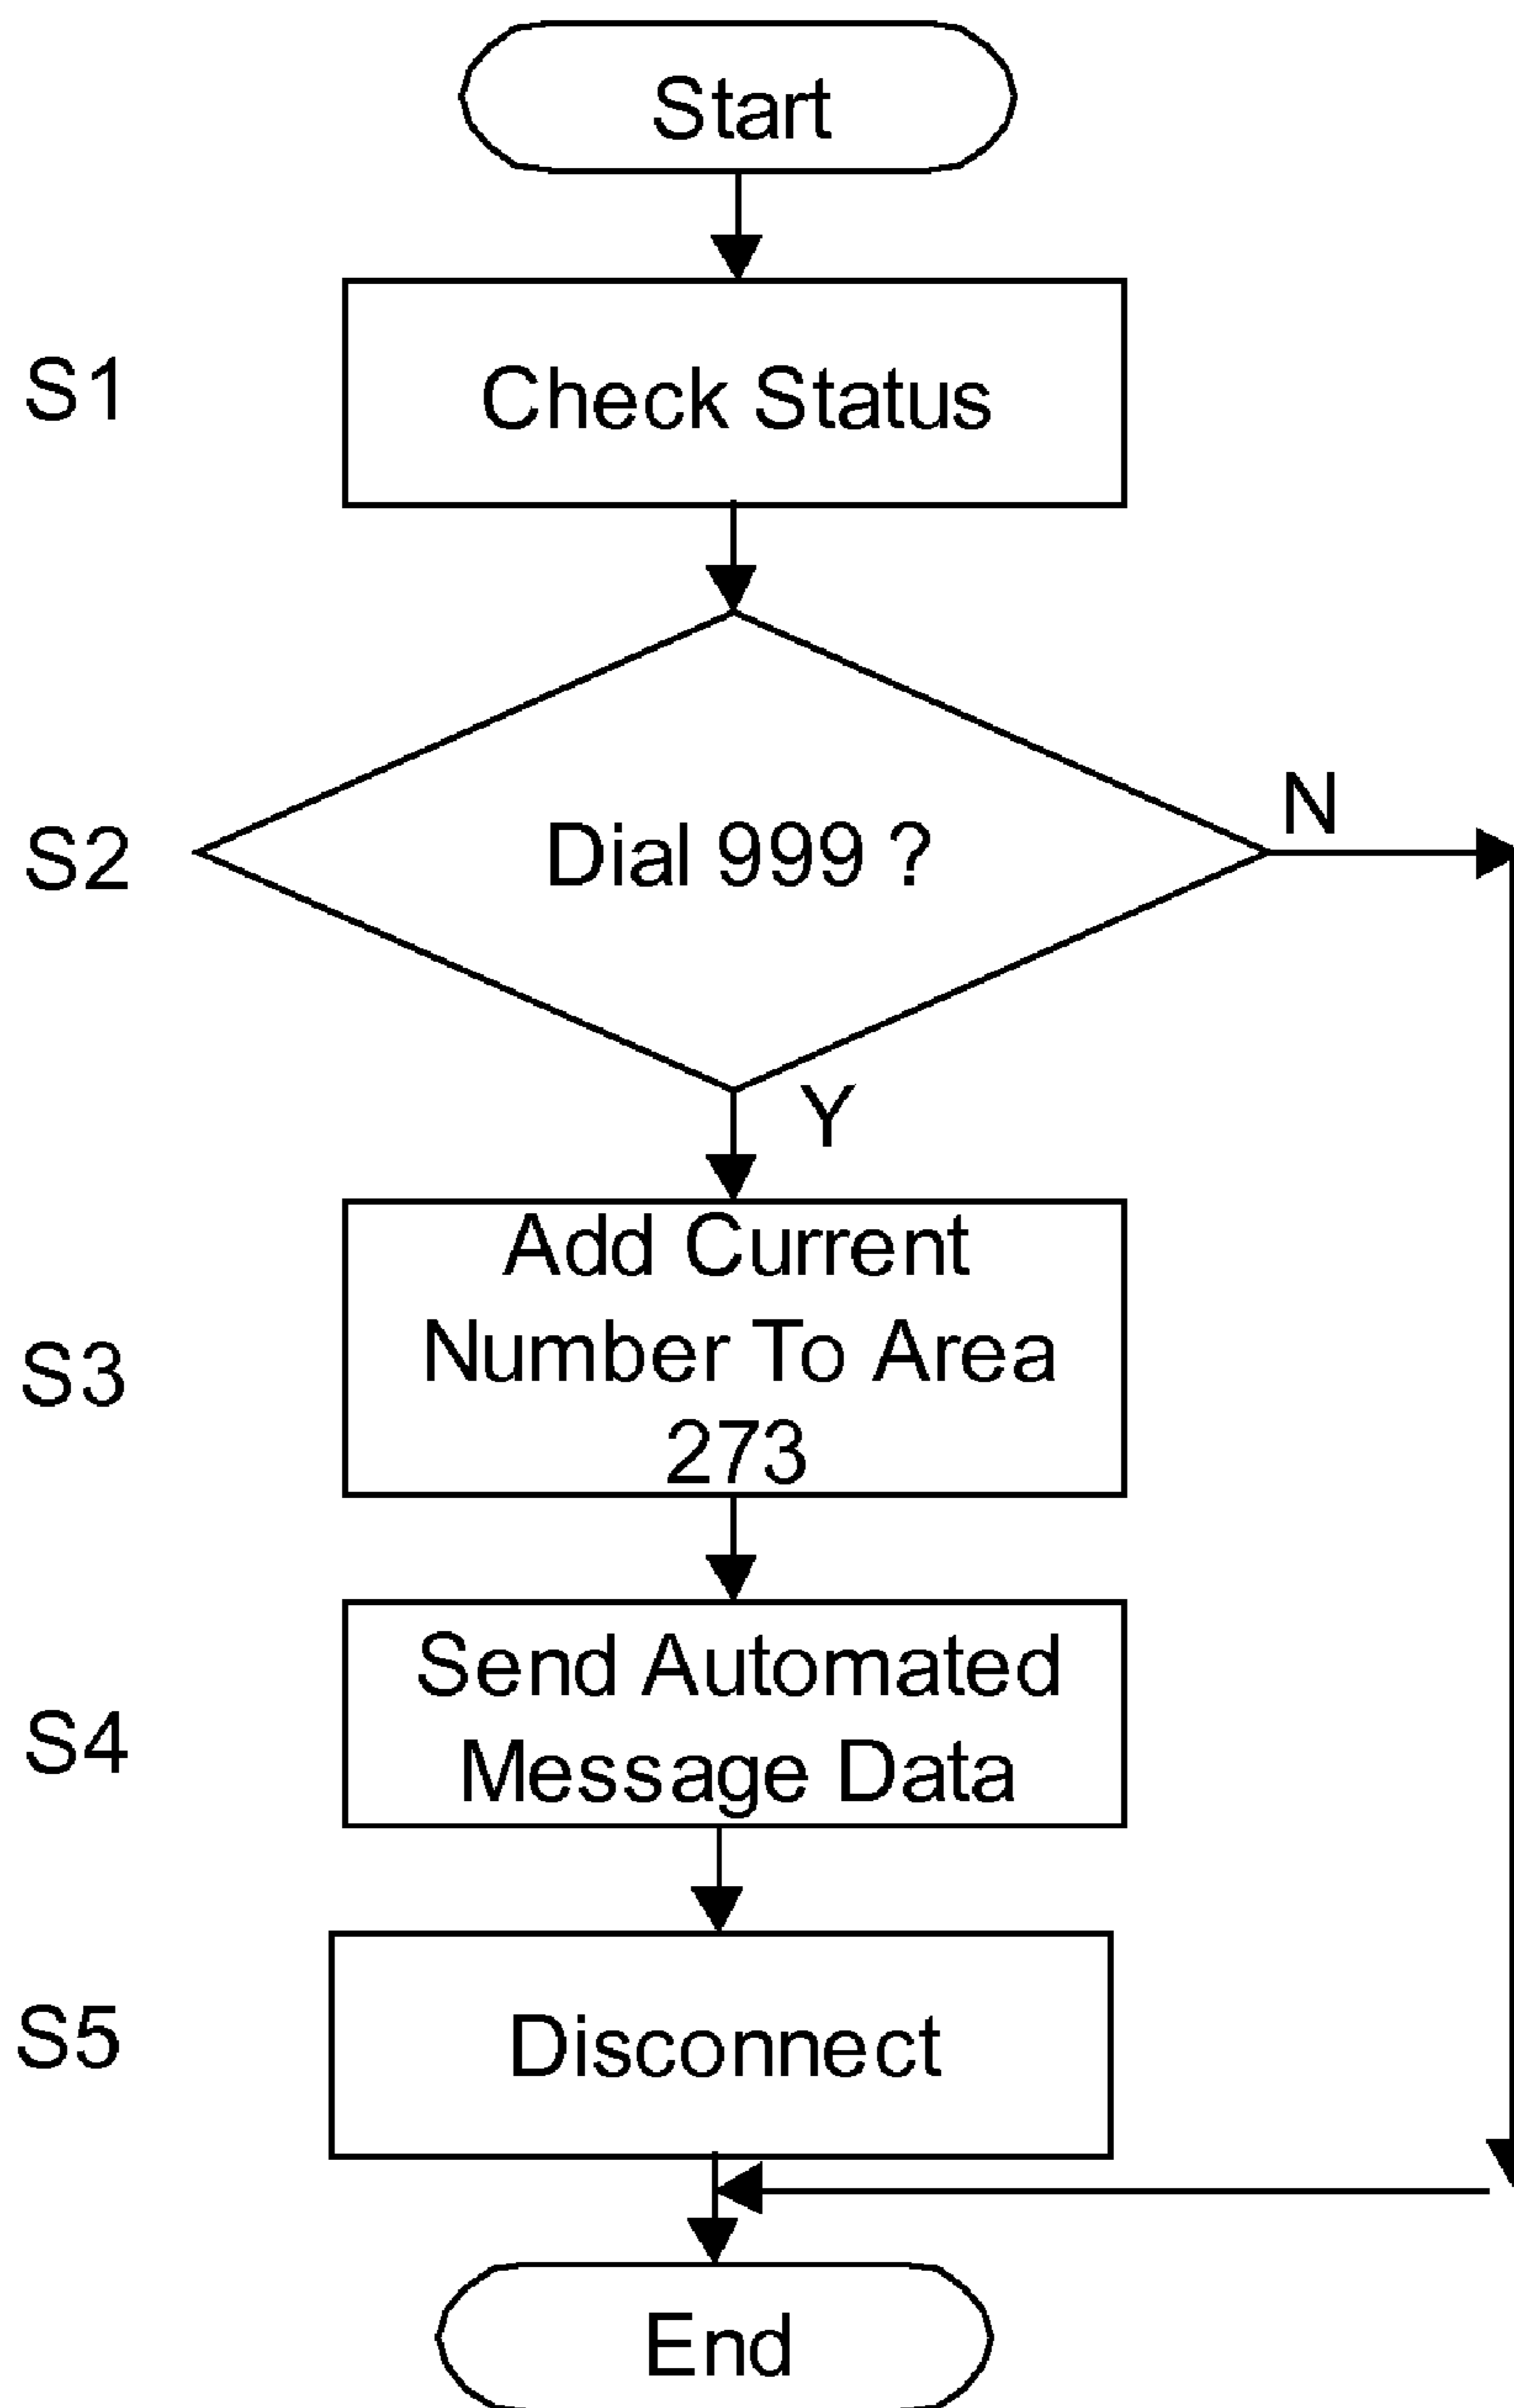 Start
S1
Check Status
S2
Dial 999 ?
N
Y
S3
Add Current
Number To Area
273
S4
Send Automated
Message Data
S5
Disconnect
End